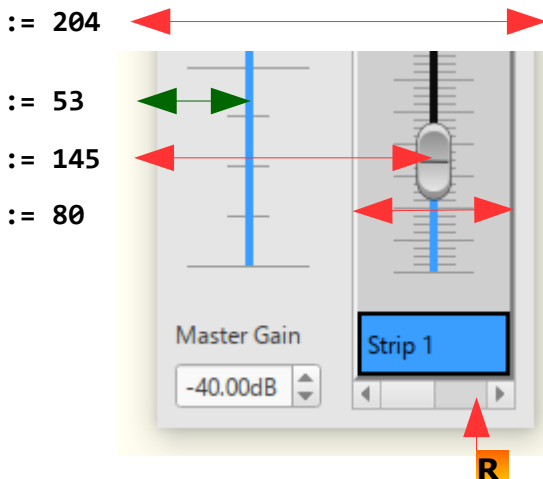 := 204
:= 53
:= 145
:= 80
Master Gain
Strip 1
-40.00dB
R